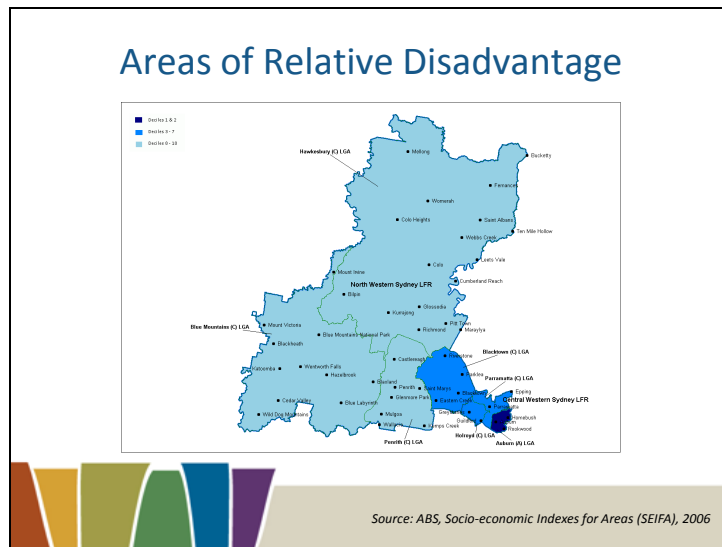 Areas of Relative Disadvantage
Deciles 1 & 2
Deciles 3 - 7
Deciles 8 - 10
Hawkesbury (C) LGA
Mellong
Bucketty
Fernances
Womerah
Colo Heights
Saint Albans
Webbs Creek
Ten Mile Hollow
Leets Vale
Colo
Mount Irvine
Cumberland Reach
North Western Sydney LFR
Bilpin
Glossodia
Kurrajong
Pitt Town
Blue Mountains (C) LGA
Mount Victoria
Blue Mountains National Park
Richmond
Maraylya
Blackheath
Blacktown (C) LGA
Castlereagh
Riverstone
Katoomba
Wentworth Falls
Hazelbrook
Parklea
Parramatta (C) LGA
Blaxland
Penrith
Saint Marys
Blacktown
Epping
Cedar Valley
Blue Labyrinth
Glenmore Park
Eastern Creek
Central Western Sydney LFR
Parramatta
Wild Dog Mountains
Mulgoa
Homebush
Wallacia
Kemps Creek
Rookwood
Holroyd (C) LGA
Penrith (C) LGA
Auburn (A) LGA
Source: ABS, Socio-economic Indexes for Areas (SEIFA), 2006